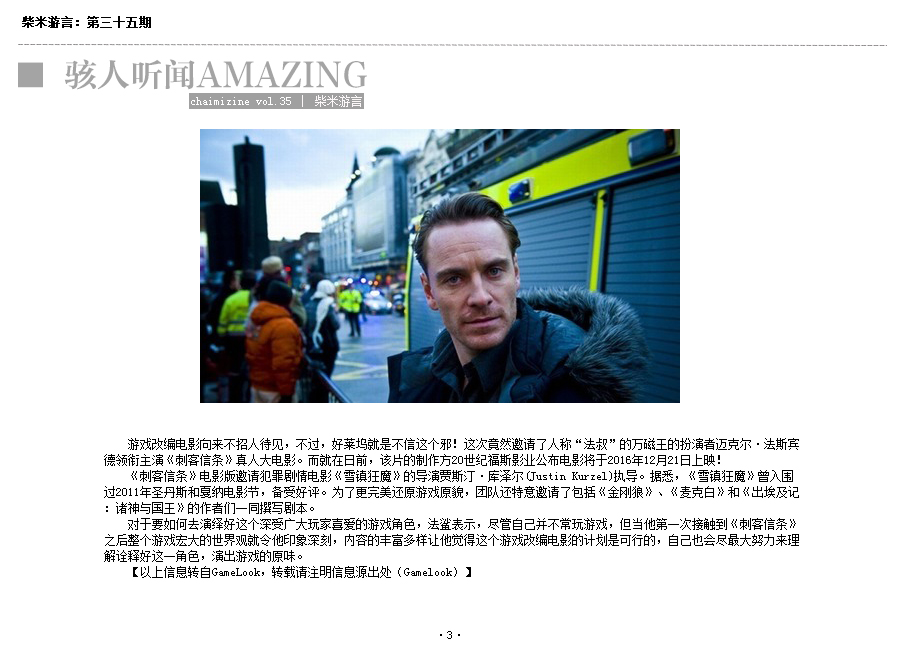 柴米游言：第三十五期
骇人听闻AMAZING
chaimizine vol.35 | 柴米游言
游戏改编电影向来不招人待见，不过，好莱坞就是不信这个邪！这次竟然邀请了人称“法叔”的万磁王的扮演者迈克尔·法斯宾
德领衔主演《刺客信条》真人大电影。而就在日前，该片的制作方20世纪福斯影业公布电影将于2016年12月21日上映！
《刺客信条》电影版邀请犯罪剧情电影《雪镇狂魔》的导演贾斯汀·库泽尔(Justin Kurzel)执导。据悉，《雪镇狂魔》曾入围
过2011年圣丹斯和戛纳电影节，备受好评。为了更完美还原游戏原貌，团队还特意邀请了包括《金刚狼》、《麦克白》和《出埃及记
：诸神与国王》的作者们一同撰写剧本。
对于要如何去演绎好这个深受广大玩家喜爱的游戏角色，法鲨表示，尽管自己并不常玩游戏，但当他第一次接触到《刺客信条》
之后整个游戏宏大的世界观就令他印象深刻，内容的丰富多样让他觉得这个游戏改编电影的计划是可行的，自己也会尽最大努力来理
解诠释好这一角色，演出游戏的原味。
【以上信息转自GameLook，转载请注明信息源出处（Gamelook）】
·3·